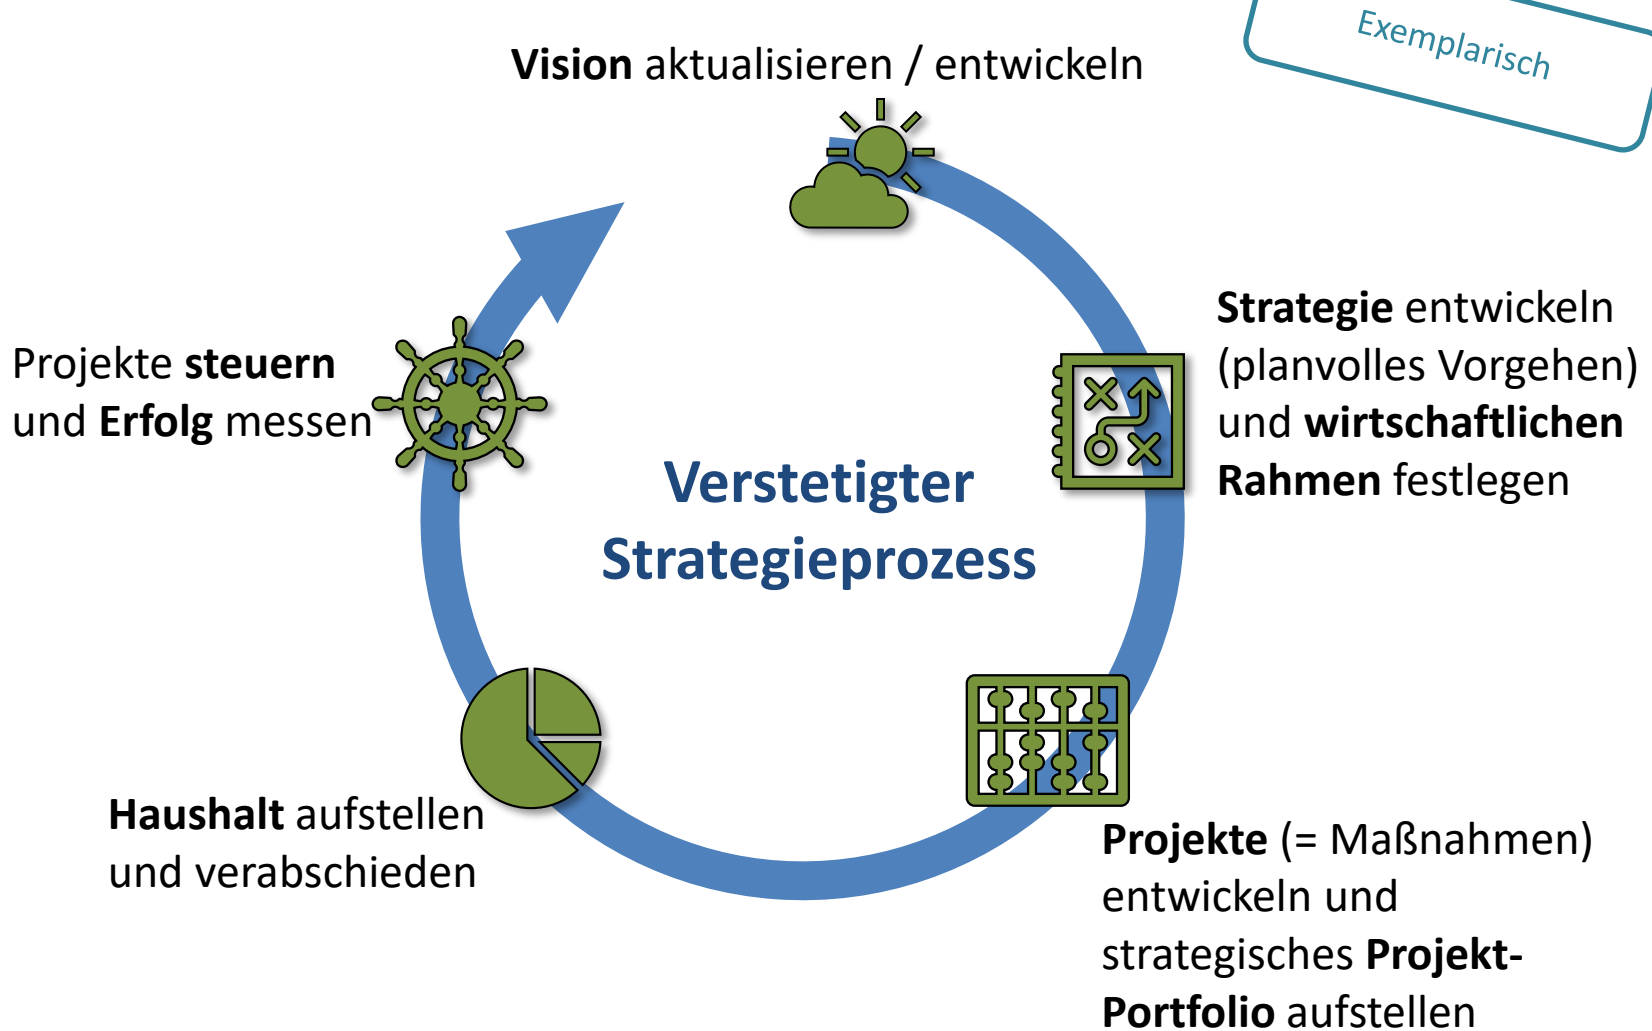 Exemplarisch
Vision aktualisieren / entwickeln
Strategie entwickeln
(planvolles Vorgehen)
und wirtschaftlichen
Rahmen festlegen
Projekte steuern
und Erfolg messen
Verstetigter
Strategieprozess
Haushalt aufstellen
und verabschieden
Projekte (= Maßnahmen)
entwickeln und
strategisches Projekt-
Portfolio aufstellen